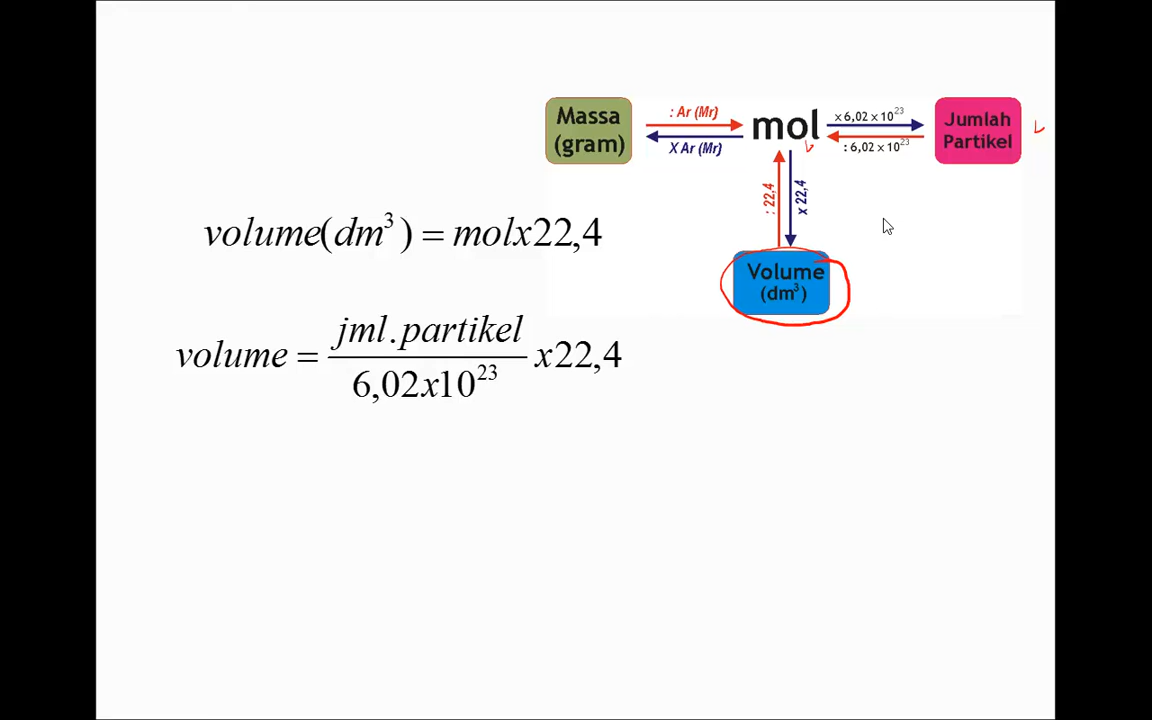 Massa
(gram)
: Ar (Mr)
X Ar (Mr)
mol
x 6,02 x 10²³
: 6,02 x 10²³
Jumlah
Partikel
: 22,4
x 22,4
Volume
(dm³)
volume(dm³) = molx22,4
volume = jml.partikel / 6,02x10²³ x22,4